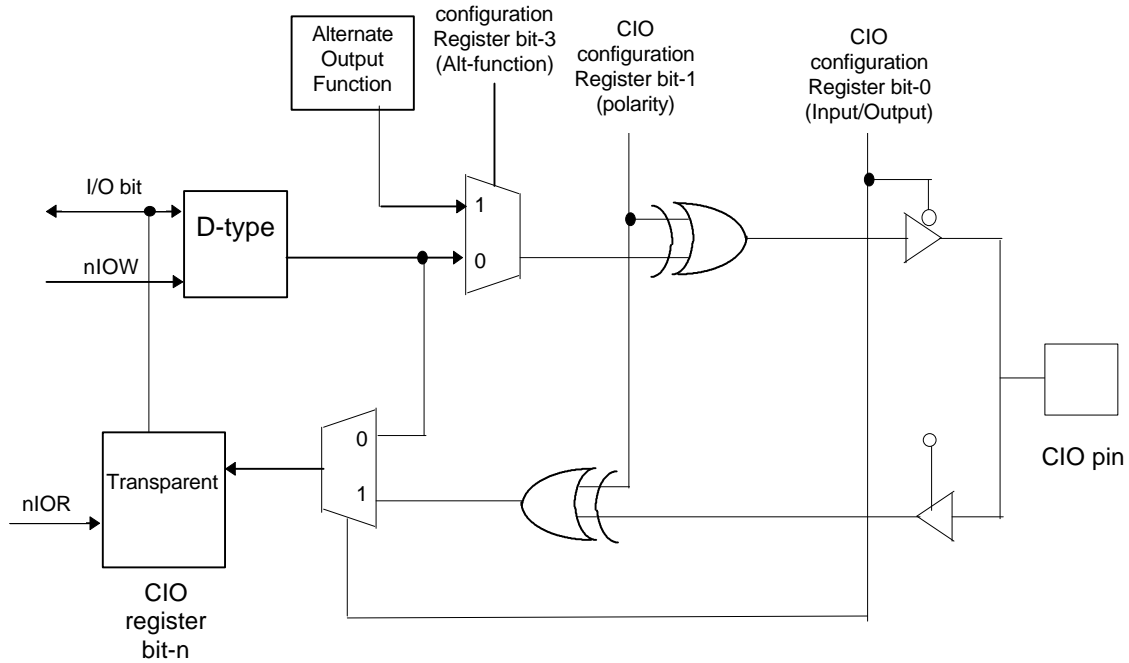 configuration
Register bit-3
(Alt-function)
Alternate
Output
Function
CIO
configuration
Register bit-1
(polarity)
CIO
configuration
Register bit-0
(Input/Output)
I/O bit
D-type
nIOW
1
0
0
1
Transparent
nIOR
CIO
register
bit-n
CIO pin